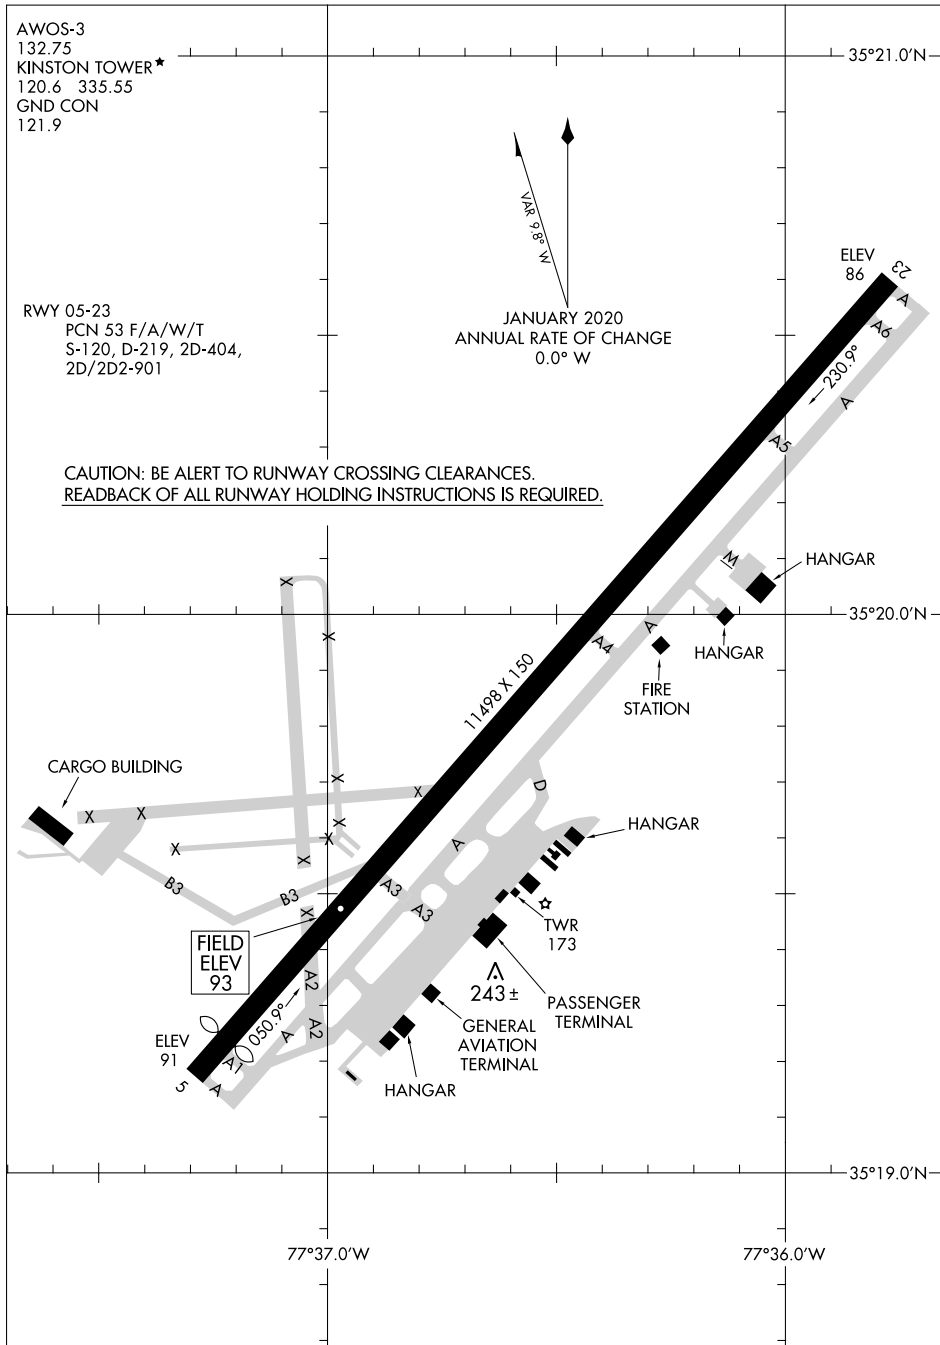 AWOS-3
132.75
KINSTON TOWER★
120.6 335.55
GND CON
121.9
35°21.0'N
VAR 9.8° W
JANUARY 2020
ANNUAL RATE OF CHANGE
0.0° W
ELEV
86
23
A
A6
230.9°
A
A5
RWY 05-23
PCN 53 F/A/W/T
S-120, D-219, 2D-404,
2D/2D2-901
CAUTION: BE ALERT TO RUNWAY CROSSING CLEARANCES.
READBACK OF ALL RUNWAY HOLDING INSTRUCTIONS IS REQUIRED.
M
HANGAR
X
35°20.0'N
X
A
A4
HANGAR
FIRE
STATION
11498 X 150
CARGO BUILDING
X
X
X
X
X
D
HANGAR
X
X
X
A
X
B3
B3
A3
A3
X
TWR
173
FIELD
ELEV
93
A2
243±
PASSENGER
TERMINAL
050.9°
A2
A
GENERAL
AVIATION
TERMINAL
ELEV
91
A1
5
A
HANGAR
35°19.0'N
77°37.0'W
77°36.0'W